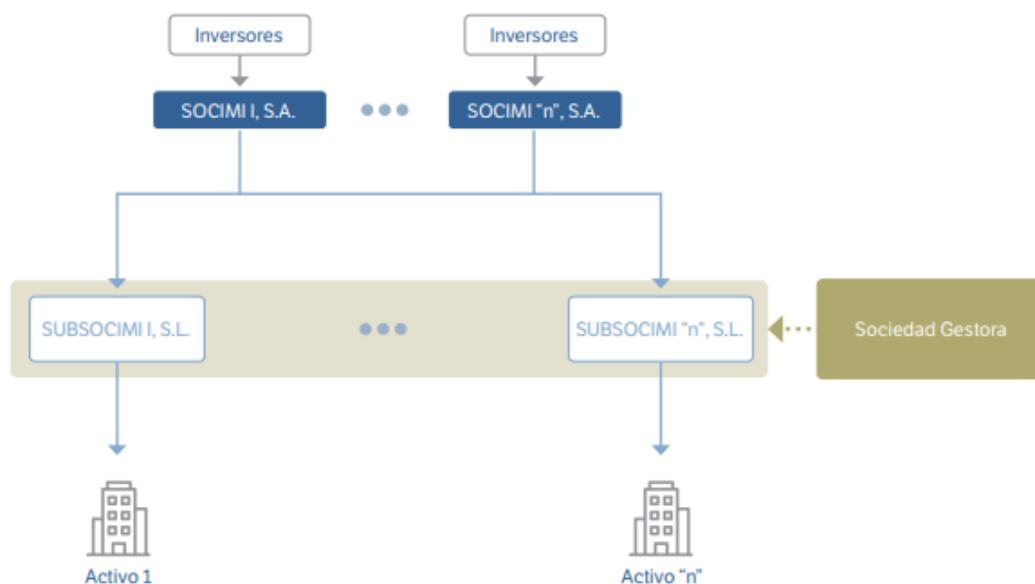 Inversores
Inversores
SOCIMI I, S.A.
SOCIMI "n", S.A.
SUBSOCIMI I, S.L.
SUBSOCIMI "n", S.L.
Sociedad Gestora
Activo 1
Activo "n"